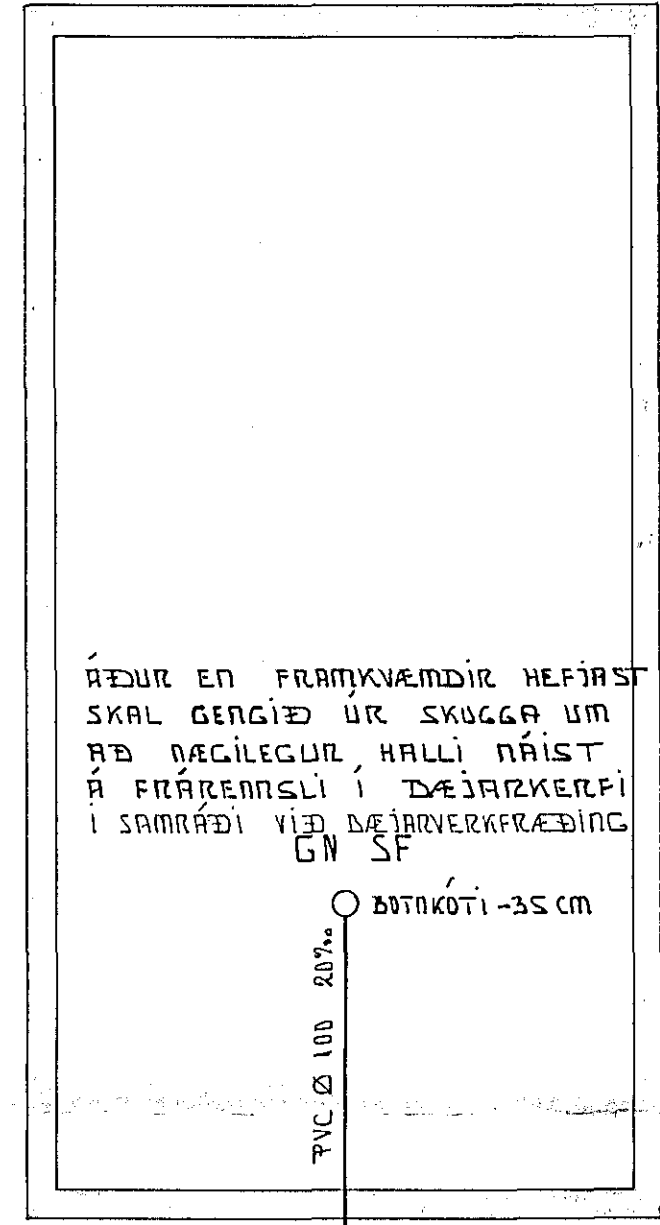 ÁÐUR EN FRAMKVÆMDIR HEFJAST
SKAL GENGIÐ ÚR SKUGGA UM
AÐ NÆGILEGUR HALLI NÁIST
Á FRÁRENNSLI Í BÆJARKERFI
Í SAMRÁÐI VIÐ BÆJARVERKFRÆÐING
GN SF
BOTNKÓTI -35 CM
PVC Ø 100 20‰